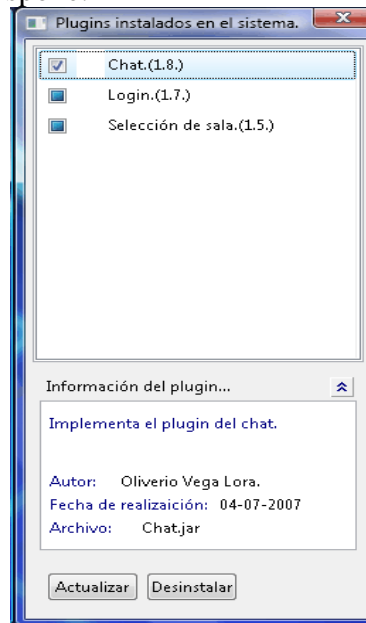 Plugins instalados en el sistema.
Chat.(1.8.)
Login.(1.7.)
Selección de sala.(1.5.)
Información del plugin...
Implementa el plugin del chat.
Autor: Oliverio Vega Lora.
Fecha de realizaición: 04-07-2007
Archivo: Chat.jar
Actualizar Desinstalar